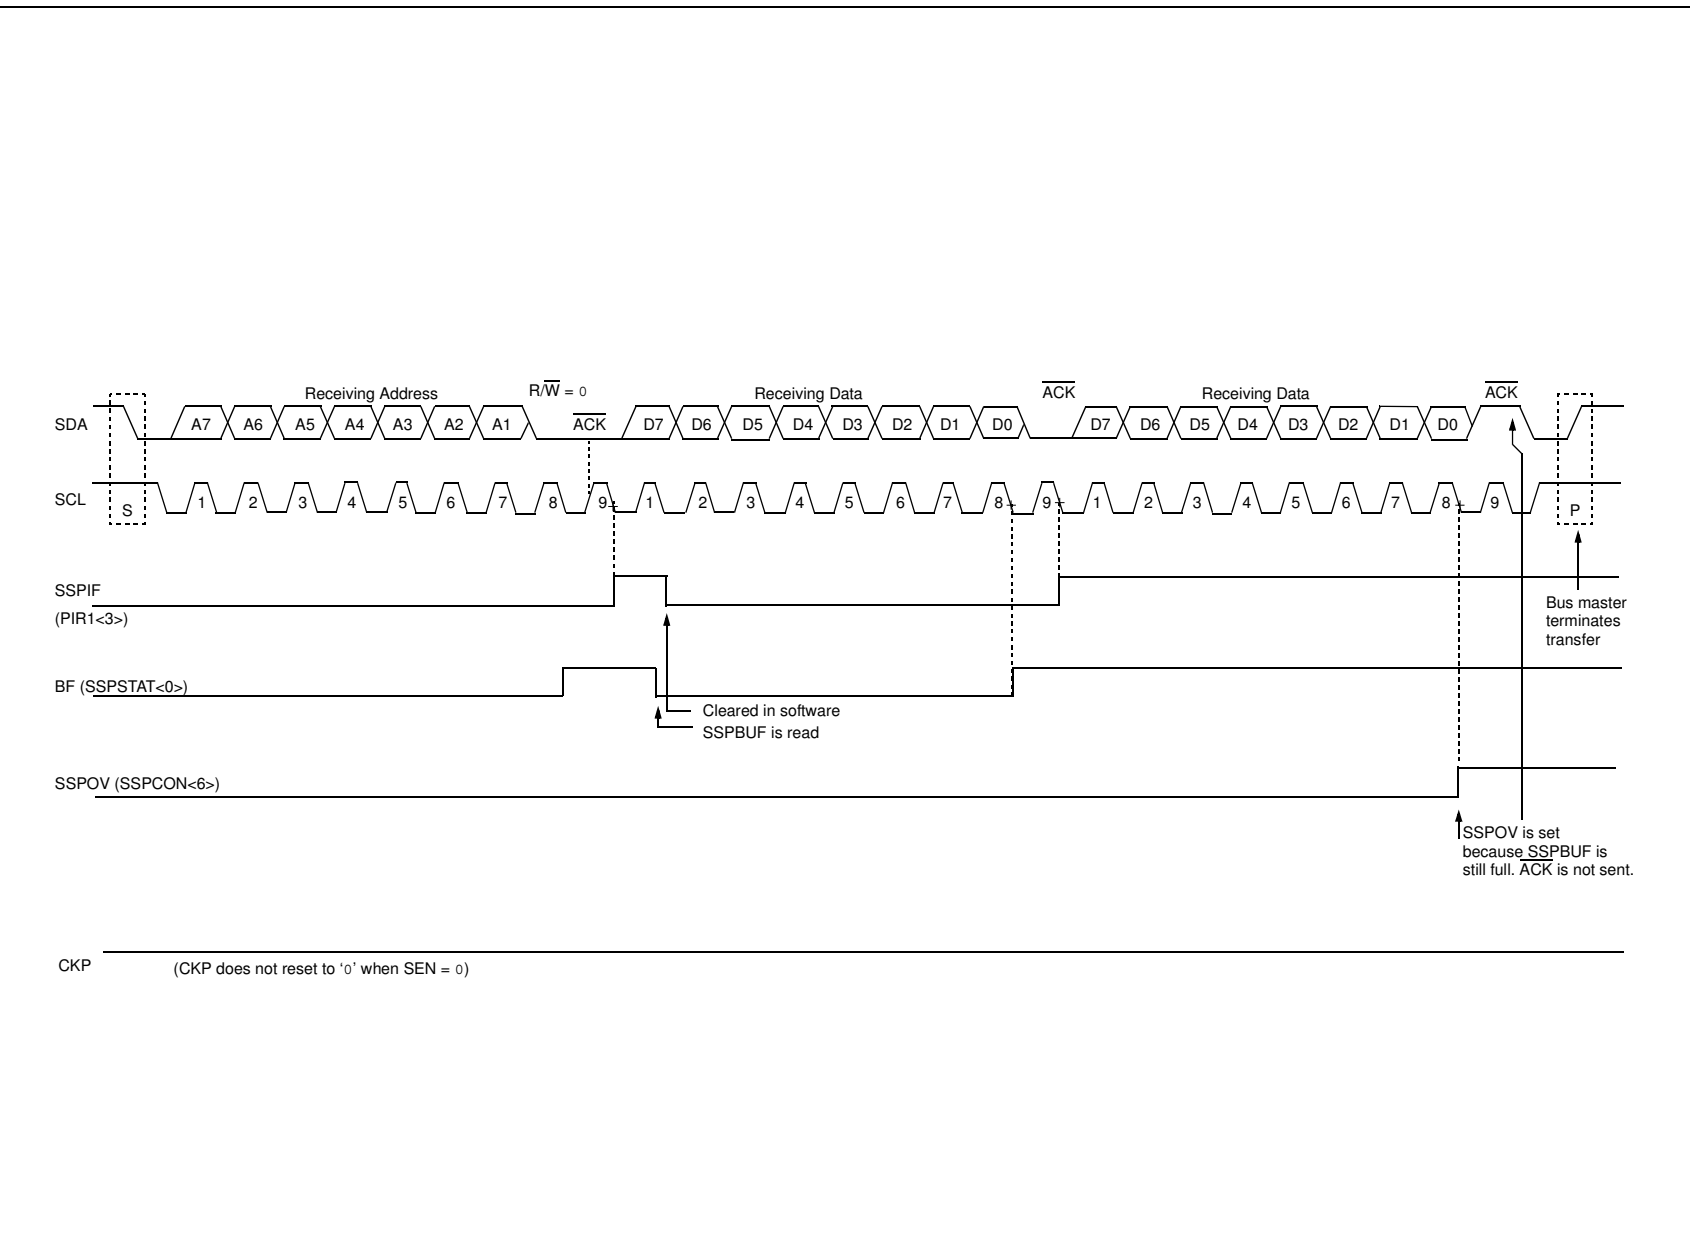 Receiving Address R/W = 0 Receiving Data ACK Receiving Data ACK
SDA A7 A6 A5 A4 A3 A2 A1 ACK D7 D6 D5 D4 D3 D2 D1 D0 D7 D6 D5 D4 D3 D2 D1 D0
SCL S 1 2 3 4 5 6 7 8 9 1 2 3 4 5 6 7 8 9 1 2 3 4 5 6 7 8 9 P
SSPIF
(PIR1<3>)
Bus master
terminates
transfer
BF (SSPSTAT<0>)
Cleared in software
SSPBUF is read
SSPOV (SSPCON<6>)
SSPOV is set
because SSPBUF is
still full. ACK is not sent.
CKP (CKP does not reset to ‘0’ when SEN = 0)